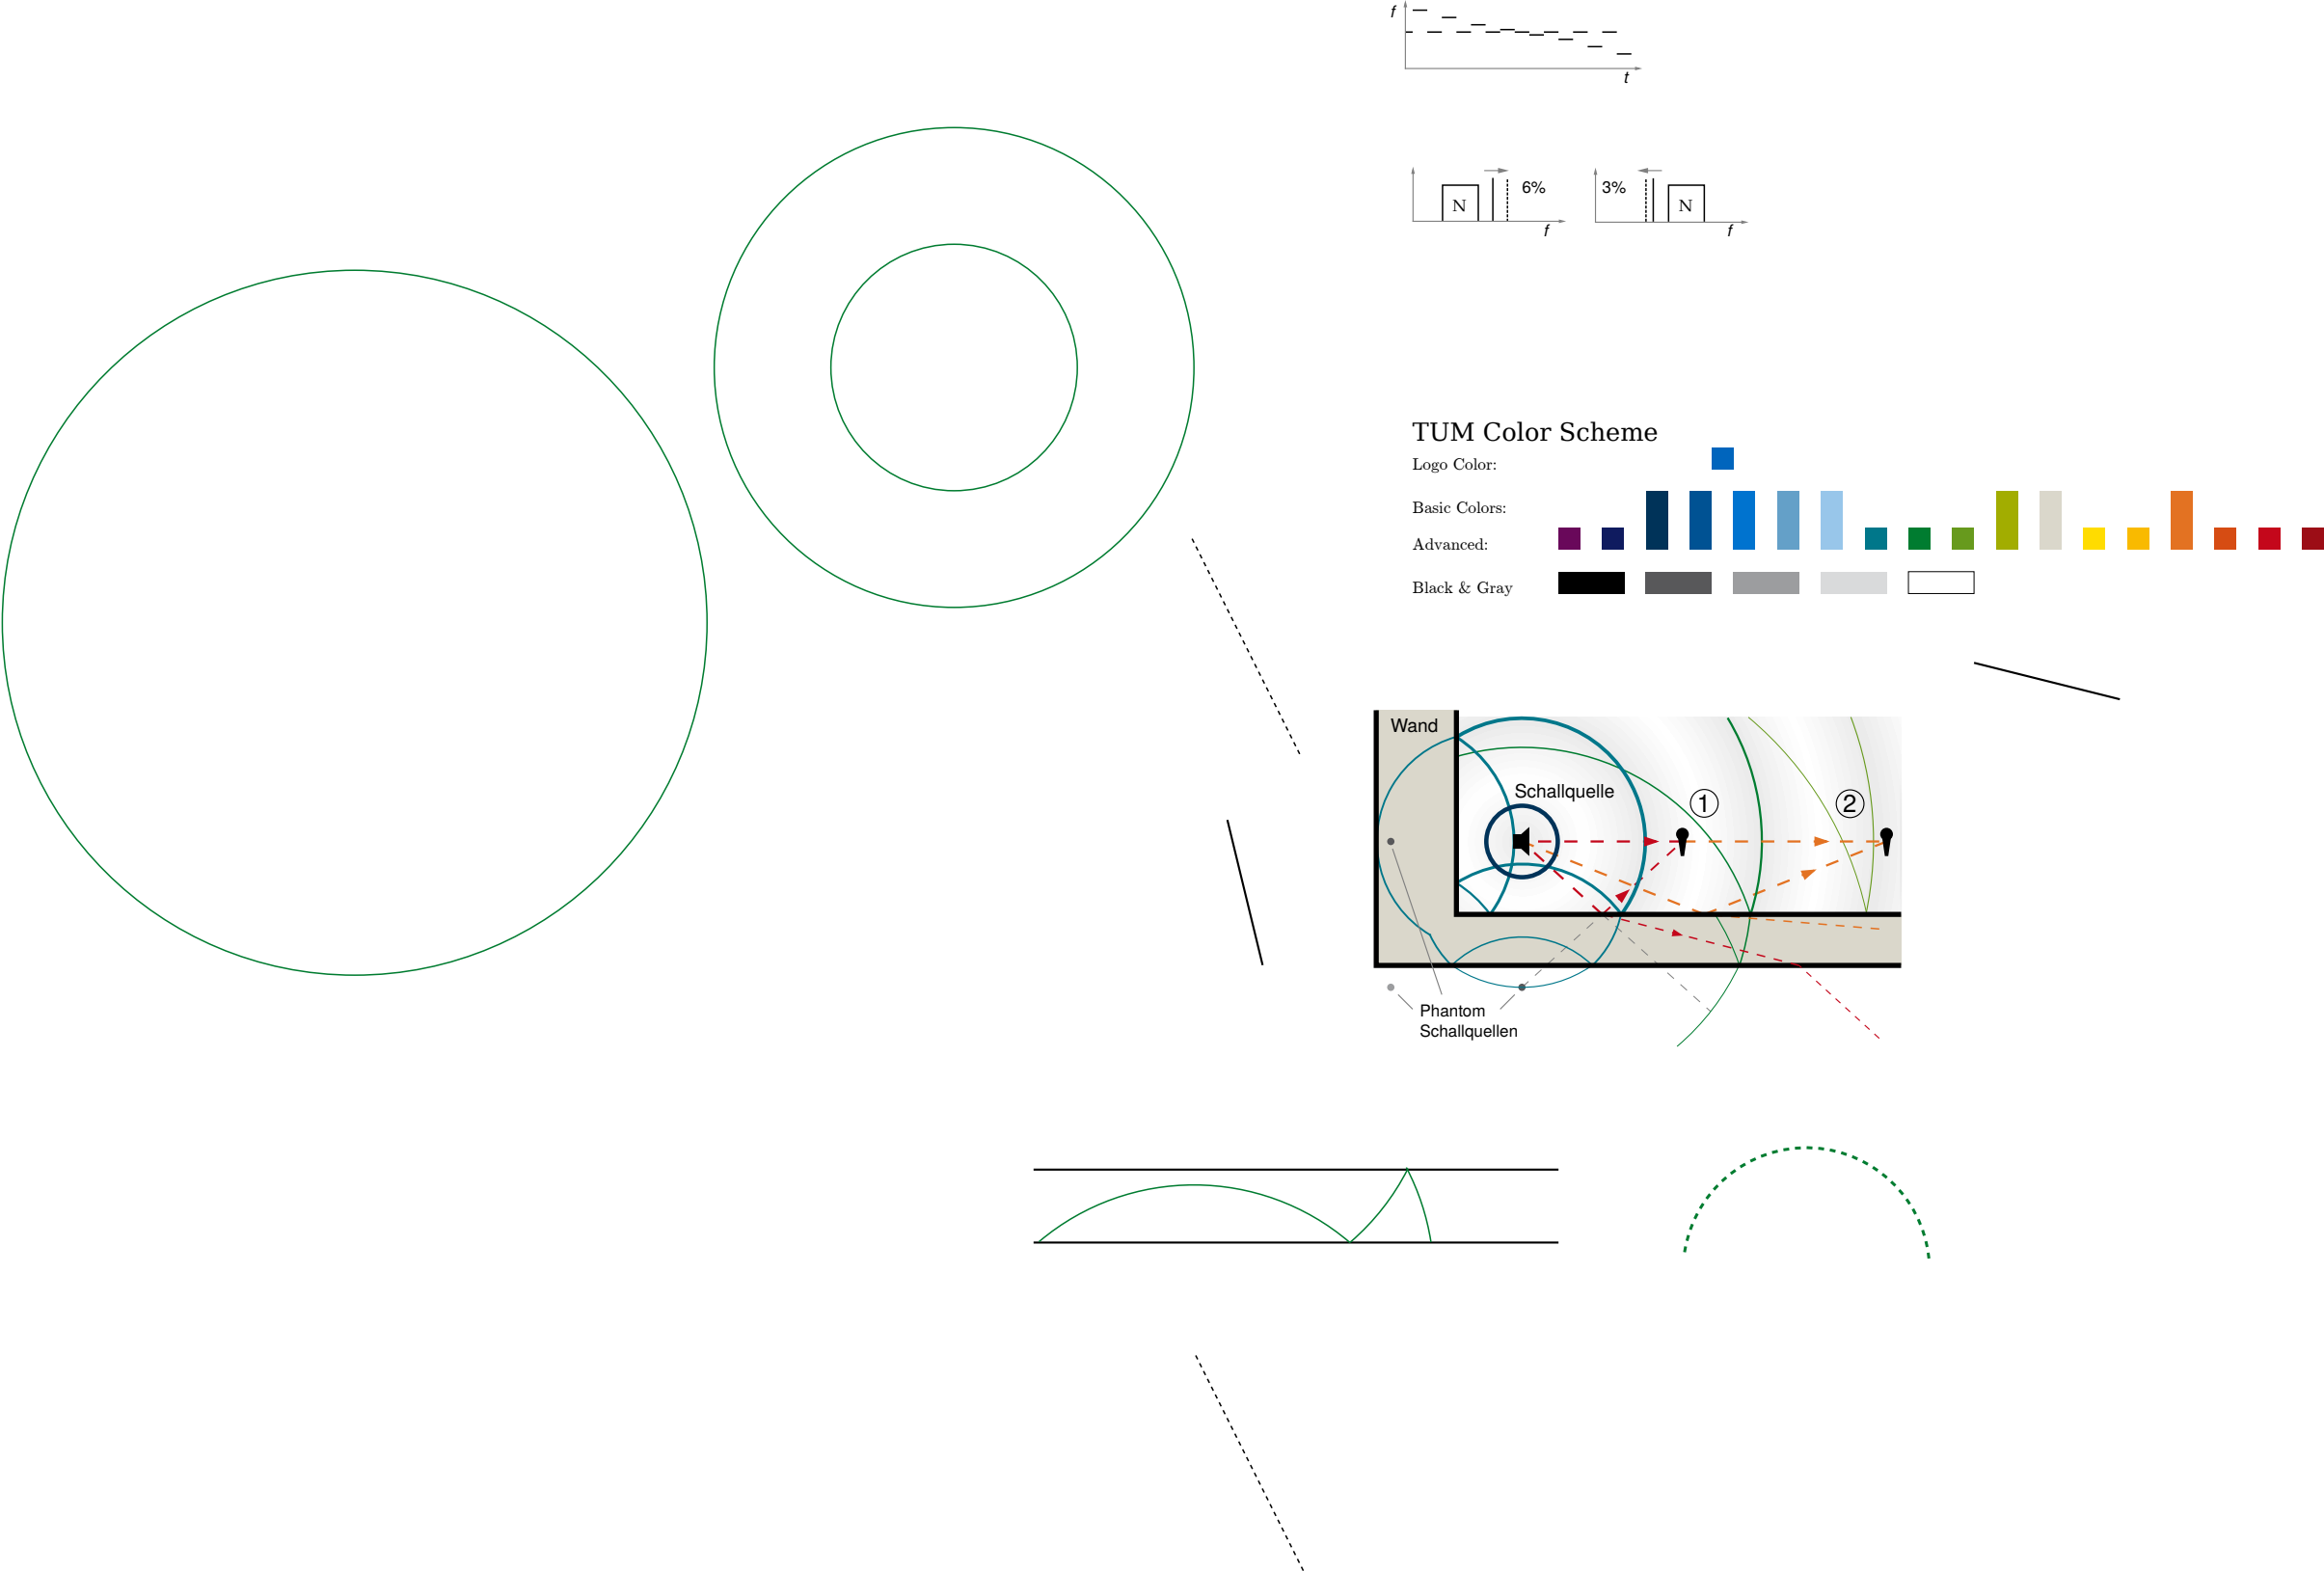 f
t
6%
N
f
3%
N
f
TUM Color Scheme
Logo Color:
Basic Colors:
Advanced:
Black & Gray
Wand
Schallquelle
①
②
Phantom
Schallquellen